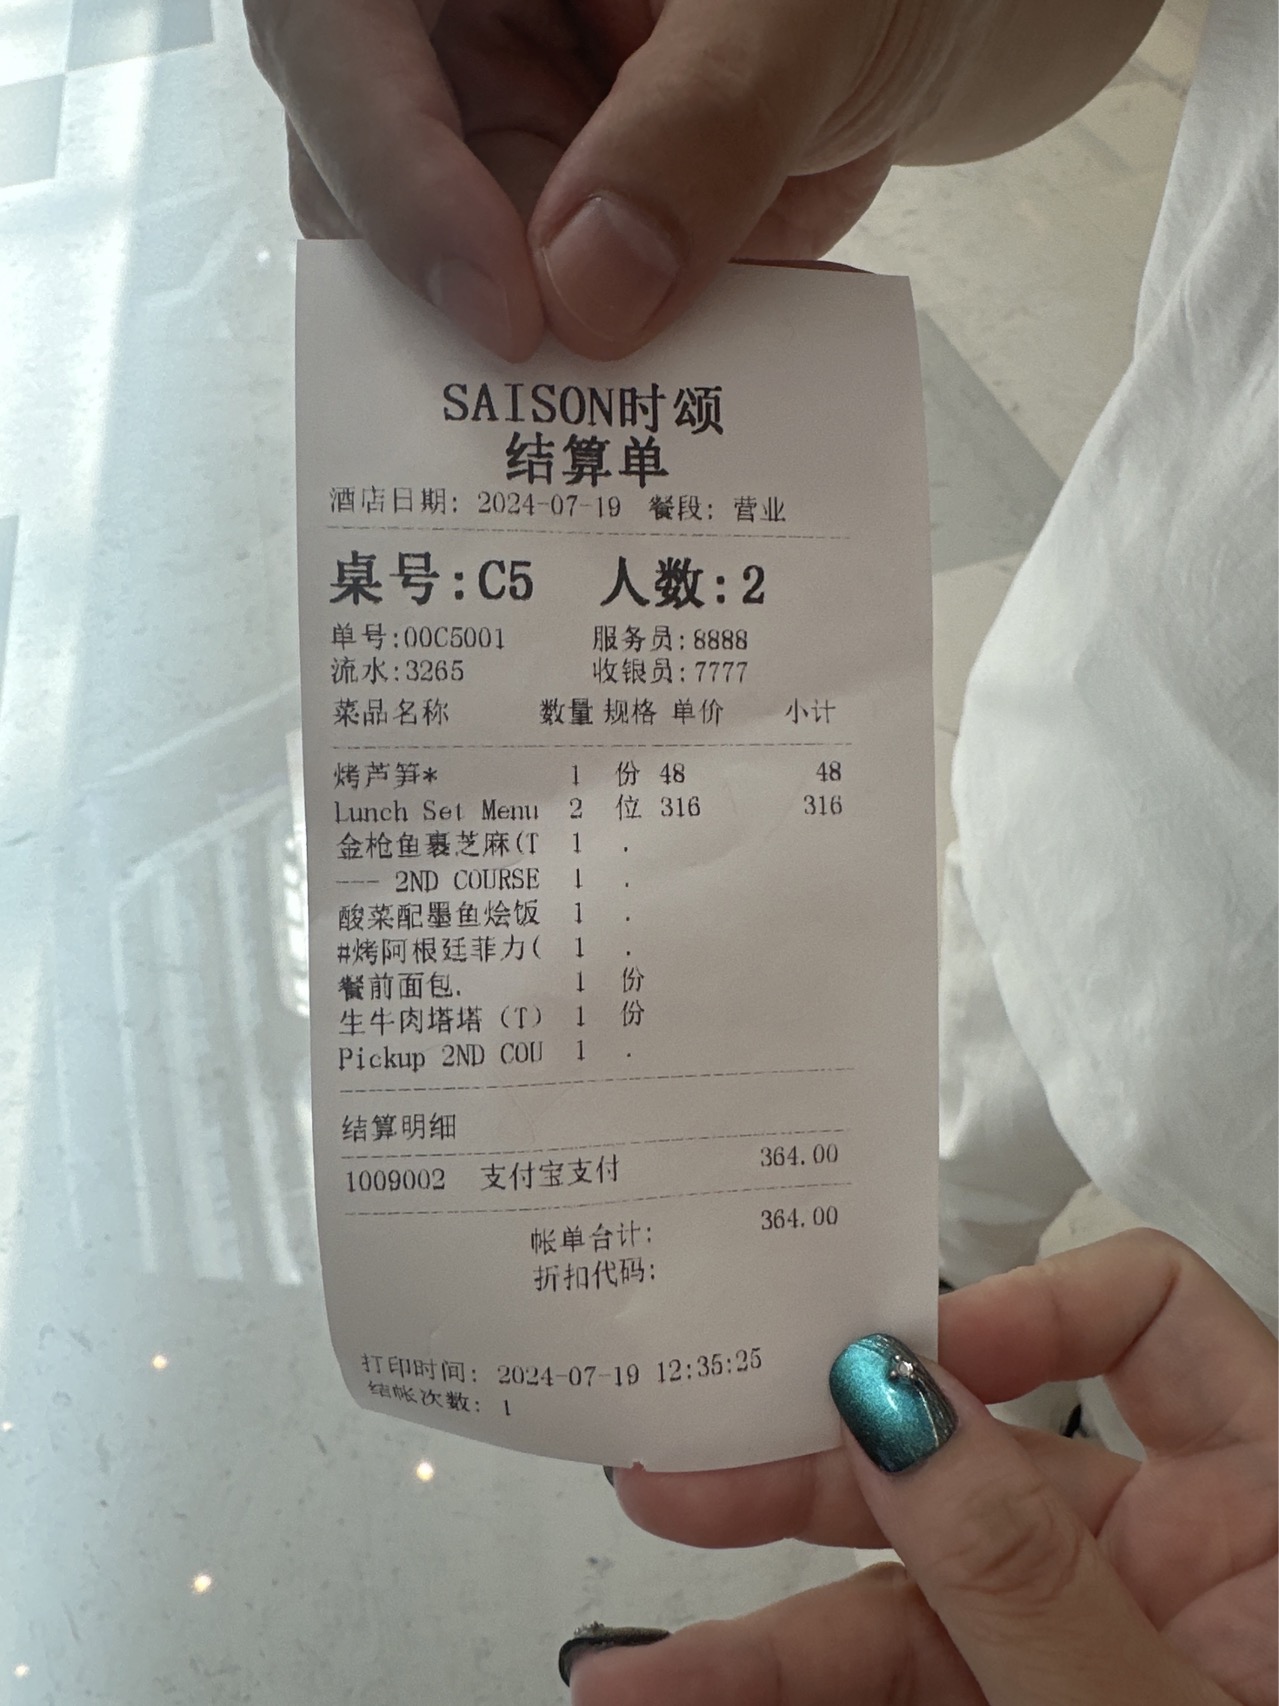 SAISON时颂
结算单
酒店日期: 2024-07-19 餐段: 营业
桌号:C5 人数:2
单号:00C5001 服务员:8888
流水:3265 收银员:7777
菜品名称 数量 规格 单价 小计
烤芦笋* 1 份 48 48
Lunch Set Menu 2 位 316 316
金枪鱼裹芝麻(T 1 .
--- 2ND COURSE 1 .
酸菜配墨鱼烩饭 1 .
#烤阿根廷菲力( 1 .
餐前面包. 1 份
生牛肉塔塔 (T) 1 份
Pickup 2ND COU 1 .
结算明细
1009002 支付宝支付 364.00
帐单合计: 364.00
折扣代码:
打印时间: 2024-07-19 12:35:25
结帐次数: 1